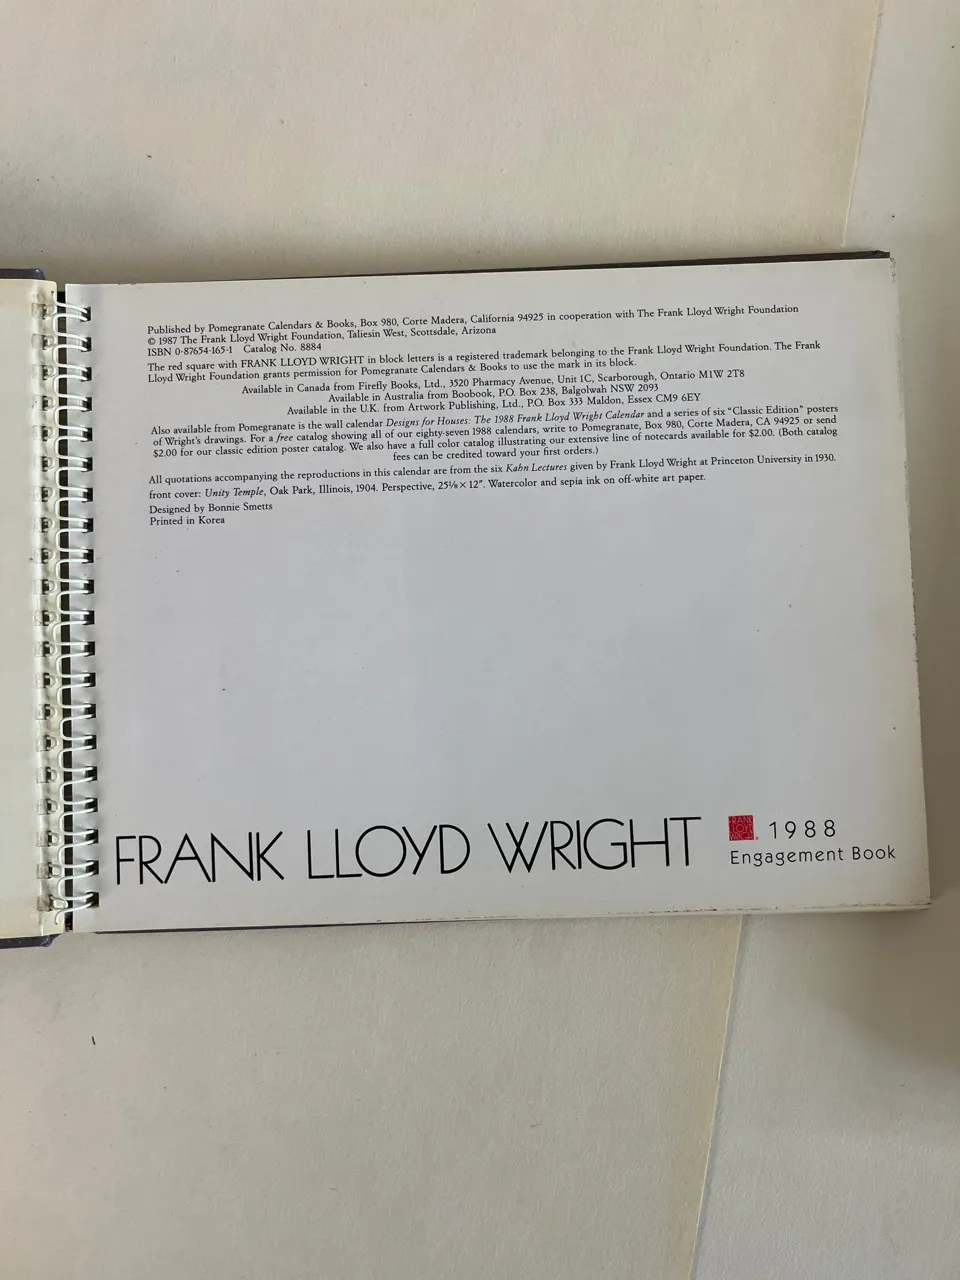 Published by Pomegranate Calendars & Books, Box 980, Corte Madera, California 94925 in cooperation with The Frank Lloyd Wright Foundation
© 1987 The Frank Lloyd Wright Foundation, Taliesin West, Scottsdale, Arizona
ISBN 0-87654-165-1 Catalog No. 8884
The red square with FRANK LLOYD WRIGHT in block letters is a registered trademark belonging to the Frank Lloyd Wright Foundation. The Frank
Lloyd Wright Foundation grants permission for Pomegranate Calendars & Books to use the mark in its block.
Available in Canada from Firefly Books, Ltd., 3520 Pharmacy Avenue, Unit 1C, Scarborough, Ontario M1W 2T8
Available in Australia from Boobook, P.O. Box 238, Balgolwah NSW 2093
Available in the U.K. from Artwork Publishing, Ltd., P.O. Box 333 Maldon, Essex CM9 6EY
Also available from Pomegranate is the wall calendar Designs for Houses: The 1988 Frank Lloyd Wright Calendar and a series of six "Classic Edition" posters
of Wright's drawings. For a free catalog showing all of our eighty-seven 1988 calendars, write to Pomegranate, Box 980, Corte Madera, CA 94925 or send
$2.00 for our classic edition poster catalog. We also have a full color catalog illustrating our extensive line of notecards available for $2.00. (Both catalog
fees can be credited toward your first orders.)
All quotations accompanying the reproductions in this calendar are from the six Kahn Lectures given by Frank Lloyd Wright at Princeton University in 1930.
front cover: Unity Temple, Oak Park, Illinois, 1904. Perspective, 25⅛ × 12". Watercolor and sepia ink on off-white art paper.
Designed by Bonnie Smetts
Printed in Korea
FRANK LLOYD WRIGHT
FRANK
LLOYD
WRIGHT
® 1988
Engagement Book